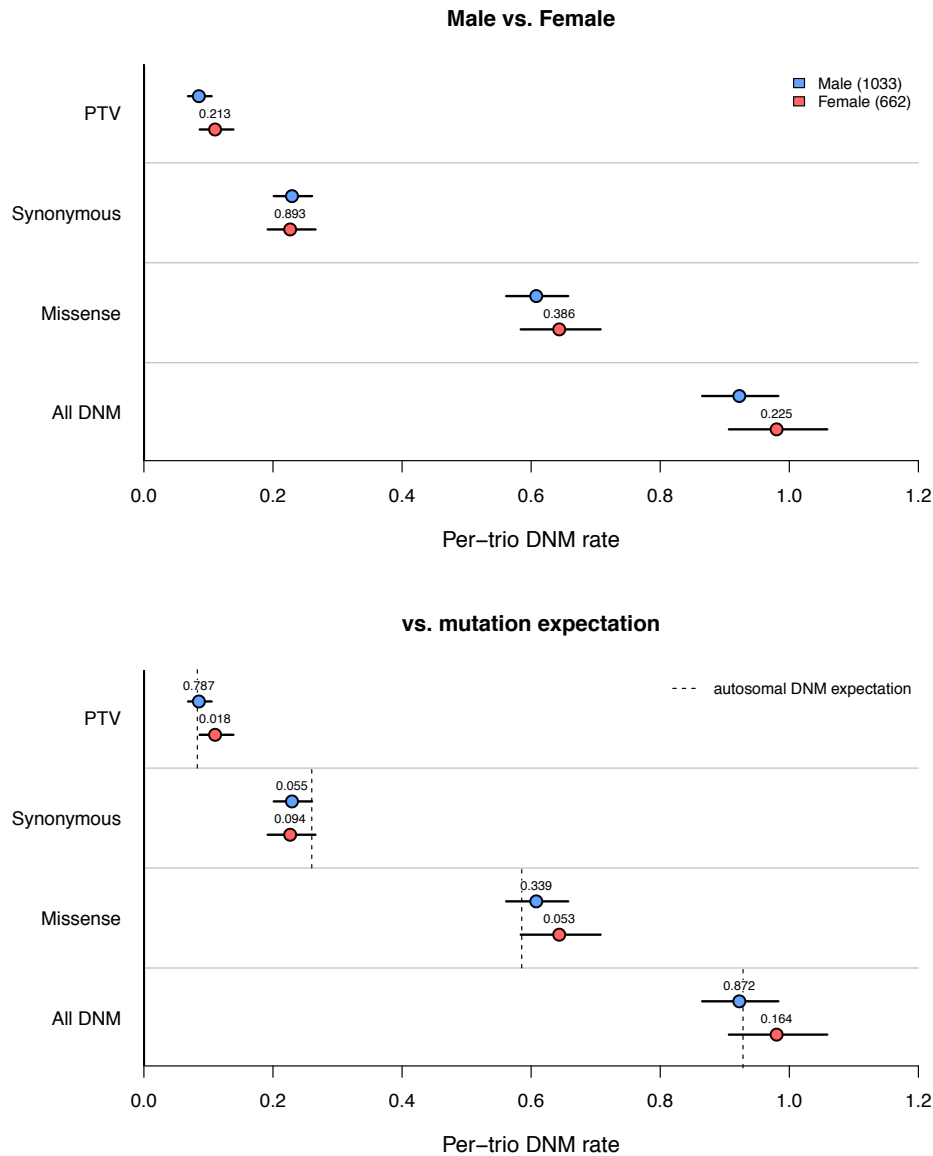 Male vs. Female
Male (1033)
Female (662)
PTV
0.213
Synonymous
0.893
Missense
0.386
All DNM
0.225
0.0 0.2 0.4 0.6 0.8 1.0 1.2
Per−trio DNM rate
vs. mutation expectation
autosomal DNM expectation
PTV
0.787
0.018
Synonymous
0.055
0.094
Missense
0.339
0.053
All DNM
0.872
0.164
0.0 0.2 0.4 0.6 0.8 1.0 1.2
Per−trio DNM rate